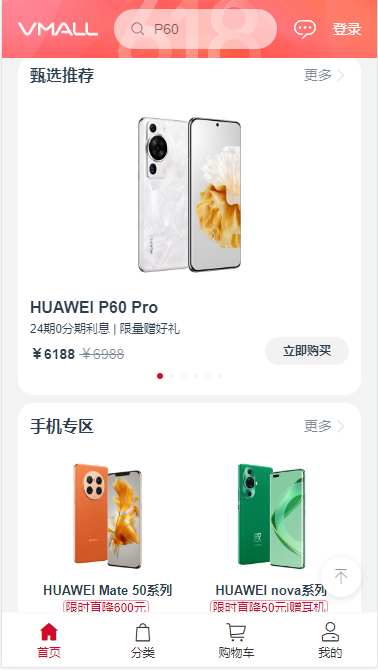 VMALL
P60
登录
甄选推荐
更多
HUAWEI P60 Pro
24期0分期利息 | 限量赠好礼
￥6188 ￥6988
立即购买
手机专区
更多
HUAWEI Mate 50系列
HUAWEI nova系列
限时直降600元
限时直降50元|赠耳机
首页
分类
购物车
我的